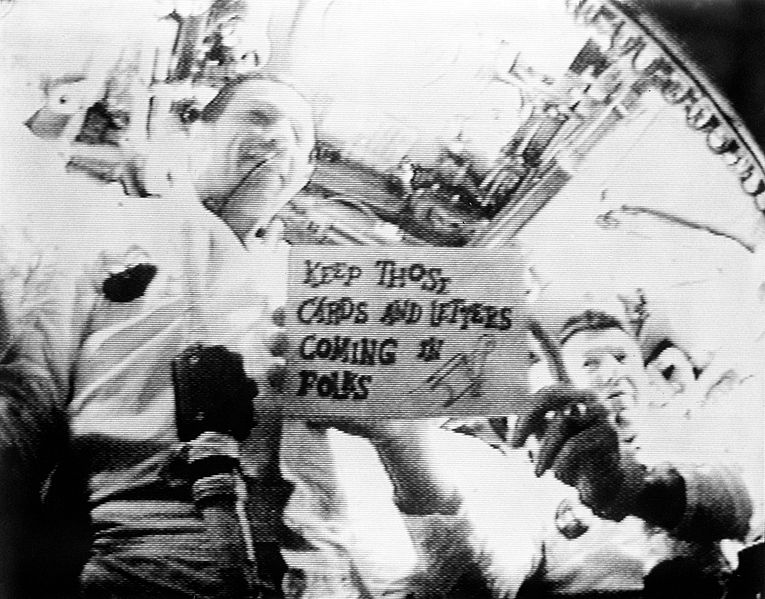 KEEP THOSE
CARDS AND LETTERS
COMING IN
FOLKS